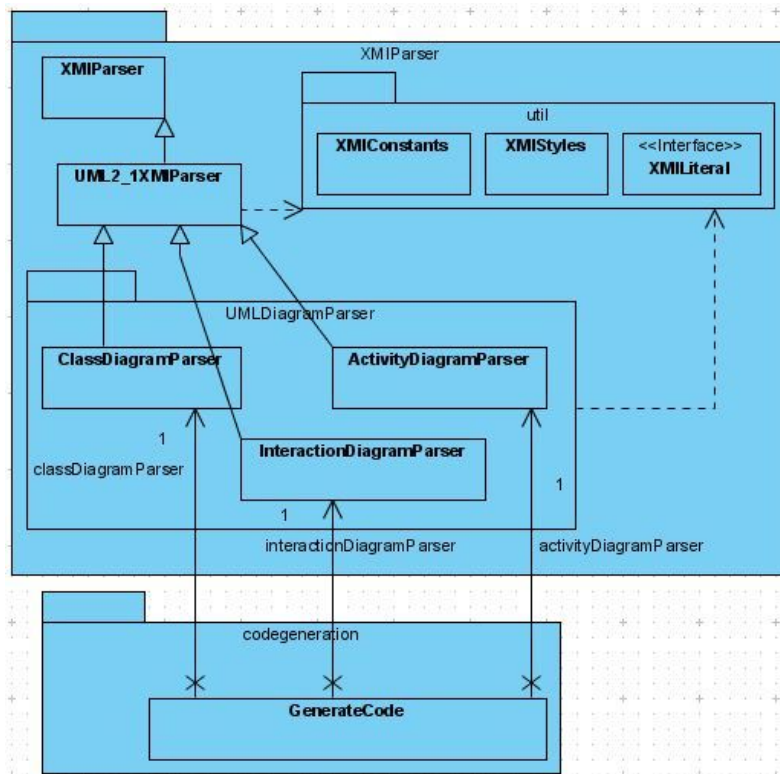 XMIParser
XMIParser
util
XMIConstants
XMIStyles
<<Interface>>
XMILiteral
UML2_1XMIParser
UMLDiagramParser
ClassDiagramParser
ActivityDiagramParser
1
classDiagramParser
InteractionDiagramParser
1
1
interactionDiagramParser
activityDiagramParser
codegeneration
GenerateCode